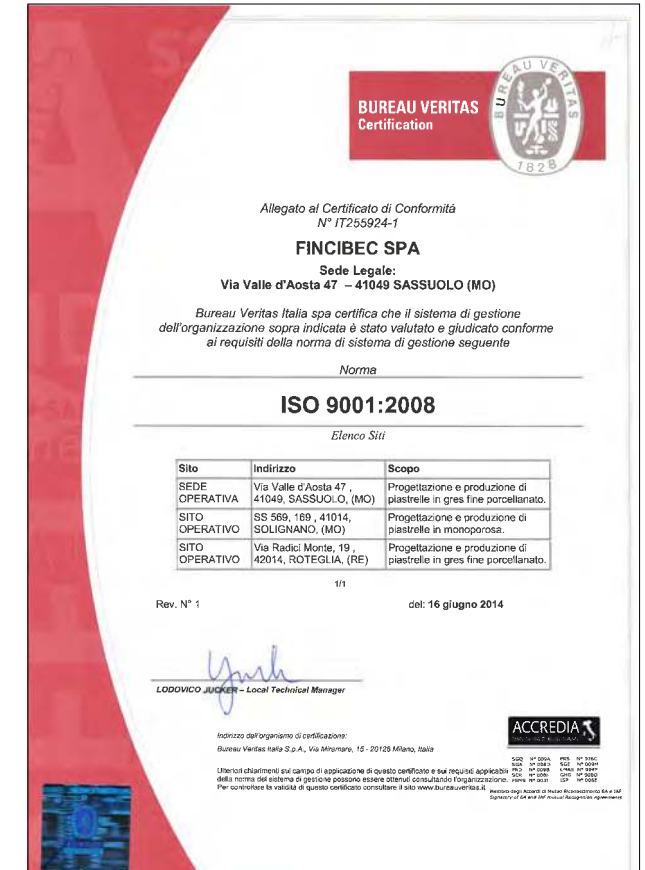 BUREAU VERITAS
Certification
BUREAU VERITAS
1828
Allegato al Certificato di Conformità
N° IT255924-1
FINCIBEC SPA
Sede Legale:
Via Valle d'Aosta 47 – 41049 SASSUOLO (MO)
Bureau Veritas Italia spa certifica che il sistema di gestione
dell'organizzazione sopra indicata è stato valutato e giudicato conforme
ai requisiti della norma di sistema di gestione seguente
Norma
ISO 9001:2008
Elenco Siti
Sito Indirizzo Scopo
SEDE OPERATIVA Via Valle d'Aosta 47 , 41049, SASSUOLO, (MO) Progettazione e produzione di piastrelle in gres fine porcellanato.
SITO OPERATIVO SS 569, 169 , 41014, SOLIGNANO, (MO) Progettazione e produzione di piastrelle in monoporosa.
SITO OPERATIVO Via Radici Monte, 19 , 42014, ROTEGLIA, (RE) Progettazione e produzione di piastrelle in gres fine porcellanato.
1/1
Rev. N° 1 del: 16 giugno 2014
LODOVICO JUCKER – Local Technical Manager
Indirizzo dell'organismo di certificazione:
Bureau Veritas Italia S.p.A., Via Miramare, 15 - 20126 Milano, Italia
ACCREDIA
Ulteriori chiarimenti sul campo di applicazione di questo certificato e sui requisiti applicabili
della norma del sistema di gestione possono essere ottenuti consultando l'organizzazione.
Per controllare la validità di questo certificato consultare il sito www.bureauveritas.it
Signatory of EA and IAF Mutual Recognition Agreements